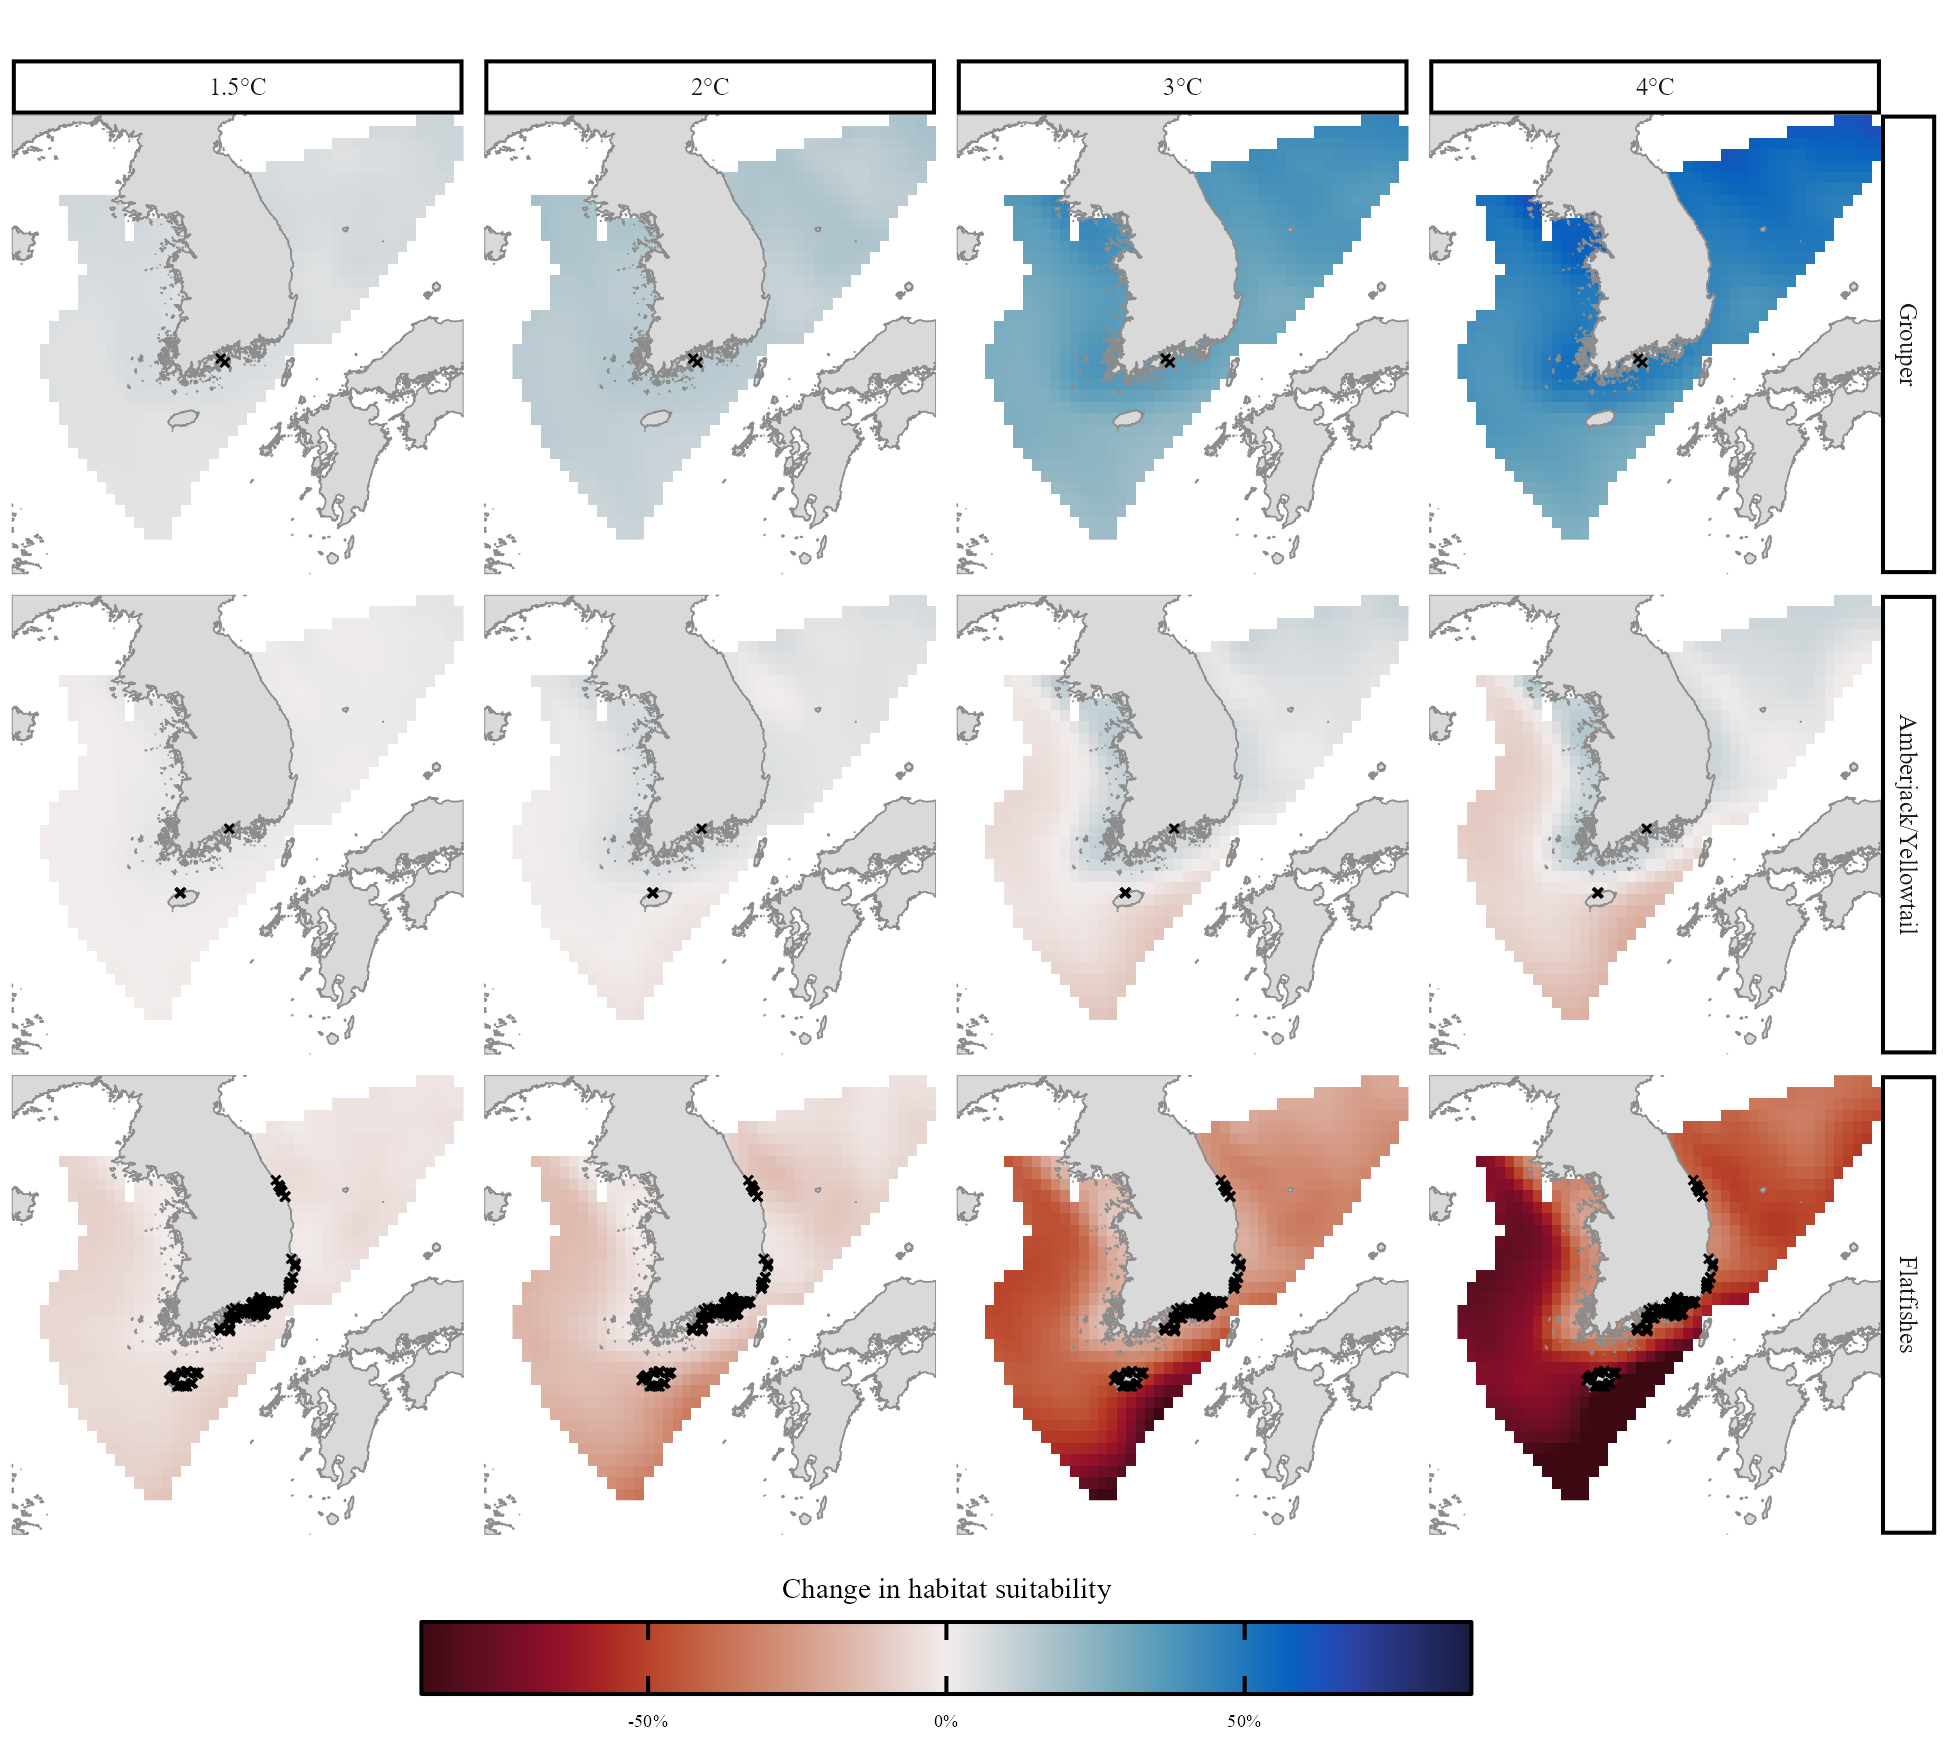 1.5°C
2°C
3°C
4°C
Grouper
Amberjack/Yellowtail
Flatfishes
Change in habitat suitability
-50%
0%
50%